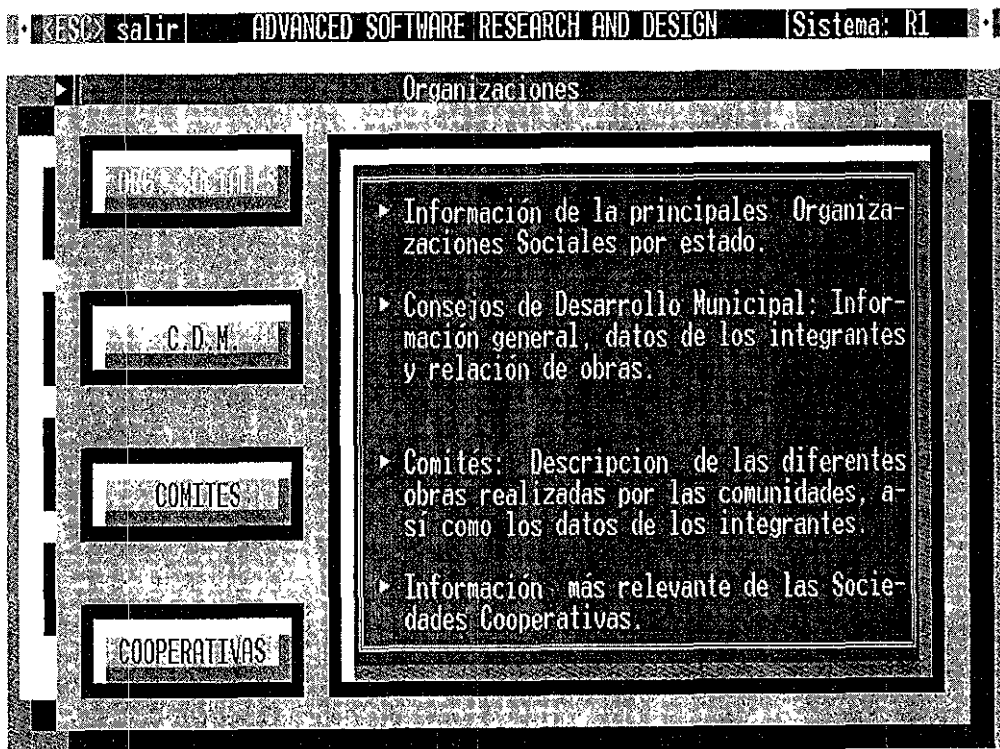 <ESC> salir ADVANCED SOFTWARE RESEARCH AND DESIGN Sistema: R1
Organizaciones
ORG. SOCIALES
C.D.M.
COMITES
COOPERATIVAS
Información de la principales Organiza-
zaciones Sociales por estado.
Consejos de Desarrollo Municipal: Infor-
mación general, datos de los integrantes
y relación de obras.
Comites: Descripcion de las diferentes
obras realizadas por las comunidades, a-
sí como los datos de los integrantes.
Información más relevante de las Socie-
dades Cooperativas.